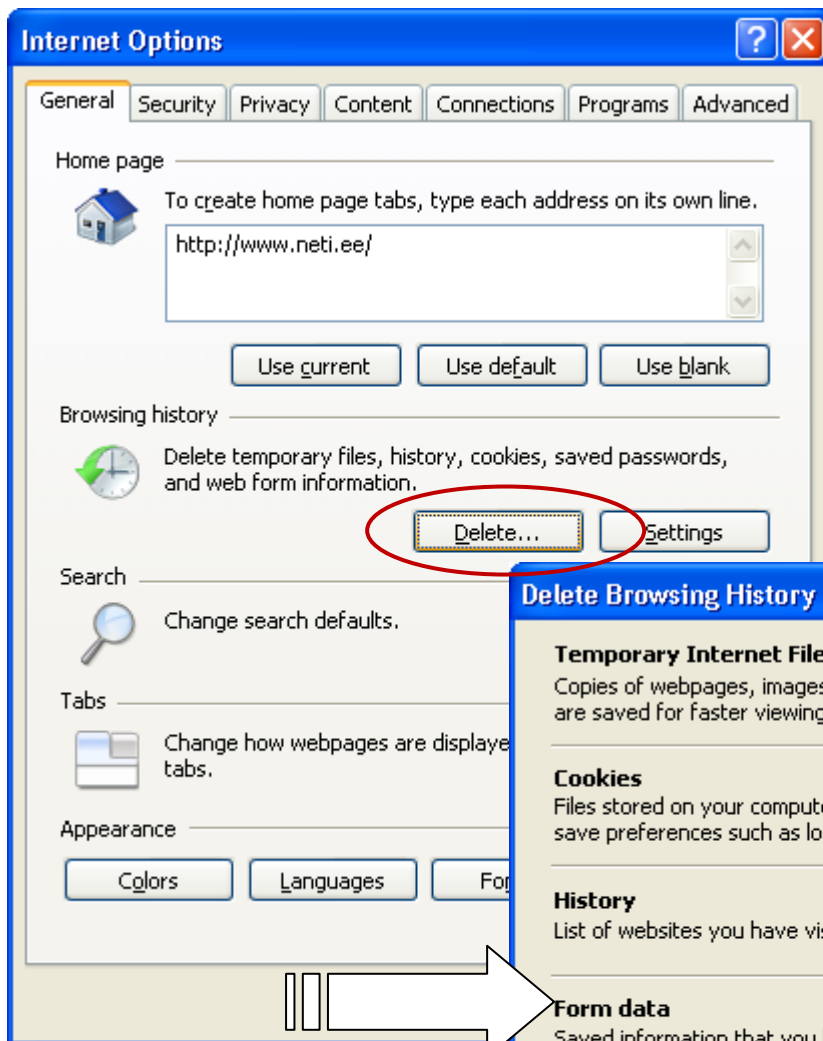 Internet Options
General Security Privacy Content Connections Programs Advanced
Home page
To create home page tabs, type each address on its own line.
http://www.neti.ee/
Use current Use default Use blank
Browsing history
Delete temporary files, history, cookies, saved passwords,
and web form information.
Delete... Settings
Search
Change search defaults.
Tabs
Change how webpages are displaye
tabs.
Appearance
Colors Languages Fo
Delete Browsing History
Temporary Internet File
Copies of webpages, images
are saved for faster viewing
Cookies
Files stored on your compute
save preferences such as lo
History
List of websites you have vis
Form data
Saved information that you